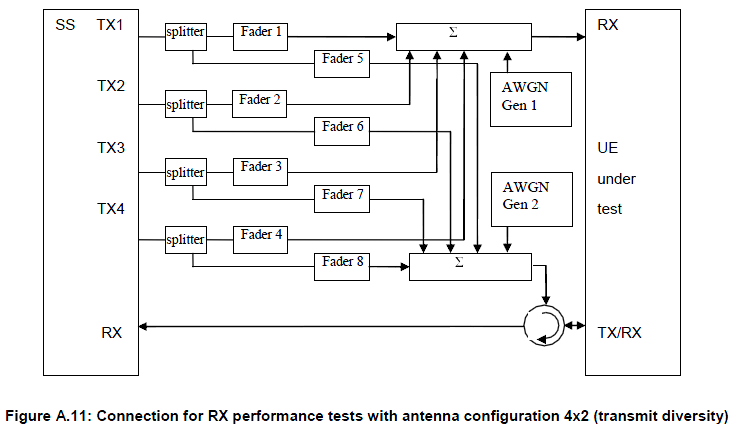 SS TX1 splitter Fader 1 Σ RX
Fader 5
TX2 splitter Fader 2 AWGN
Gen 1
Fader 6
TX3 splitter Fader 3 UE
AWGN
Gen 2
under
TX4 Fader 7 test
splitter Fader 4
Fader 8 Σ
RX TX/RX
Figure A.11: Connection for RX performance tests with antenna configuration 4x2 (transmit diversity)